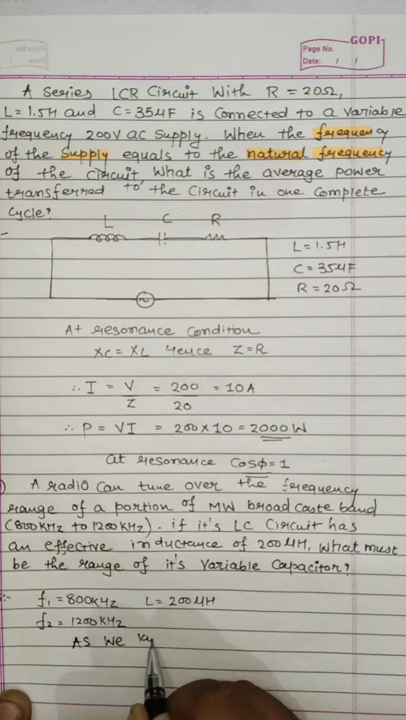 GOPI
Page No.
Date: / /
A Series LCR Circuit With R = 20Ω,
L = 1.5H and C = 35μF is Connected to a Variable
frequency 200V ac Supply. When the frequency
of the Supply equals to the natural frequency
of the circuit What is the average power
transferred to the Circuit in one Complete
Cycle?
L C R
L = 1.5H
C = 35μF
R = 20Ω
At resonance Condition
Xc = XL Hence Z = R
∴ I = V/Z = 200/20 = 10A
∴ P = VI = 200 x 10 = 2000 W
at resonance Cosφ = 1
A radio Can tune over the frequency
range of a portion of MW broad caste band
(800KHz to 1200KHz). if it's LC Circuit has
an effective inductance of 200μH, What must
be the range of it's Variable Capacitor?
:- f1 = 800KHz L = 200μH
f2 = 1200KHz
AS We